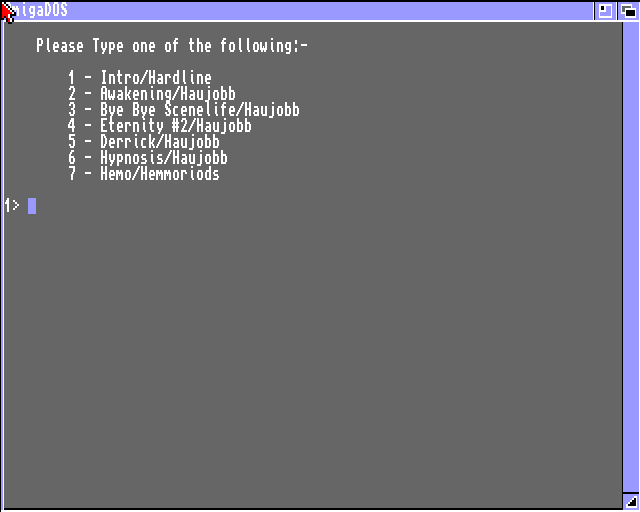 migaDOS
Please Type one of the following:-
1 - Intro/Hardline
2 - Awakening/Haujobb
3 - Bye Bye Scenelife/Haujobb
4 - Eternity #2/Haujobb
5 - Derrick/Haujobb
6 - Hypnosis/Haujobb
7 - Hemo/Hemmoriods
1>